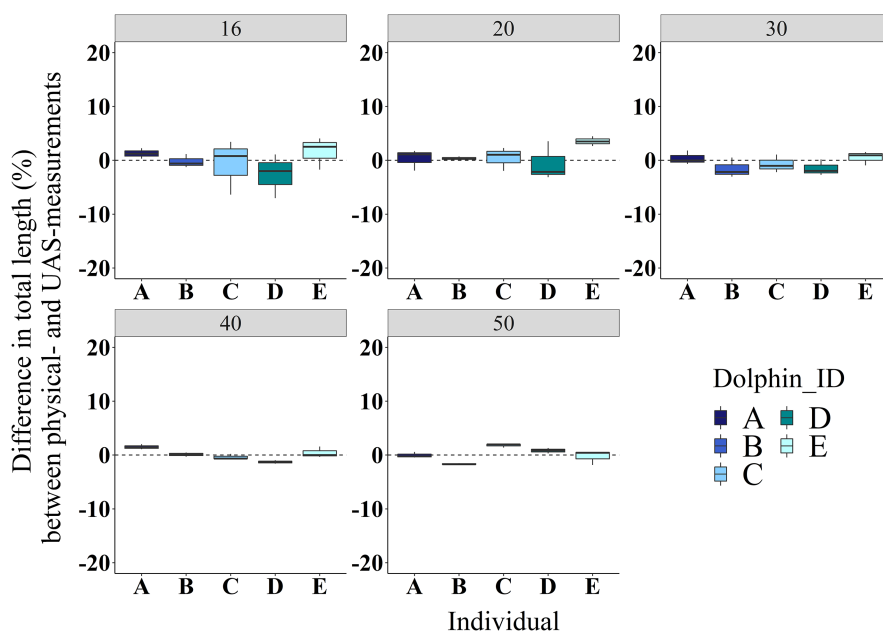 Difference in total length (%)
between physical- and UAS-measurements
16
20
10
0
-10
-20
A B C D E
20
20
10
0
-10
-20
A B C D E
30
20
10
0
-10
-20
A B C D E
40
20
10
0
-10
-20
A B C D E
50
20
10
0
-10
-20
A B C D E
Individual
Dolphin_ID
A D
B E
C